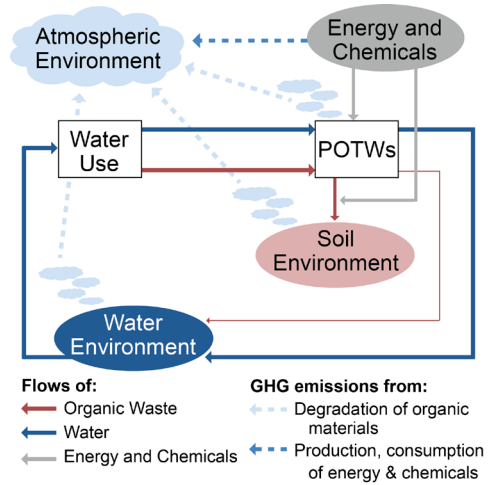 Atmospheric
Environment
Energy and
Chemicals
Water
Use
POTWs
Soil
Environment
Water
Environment
Flows of:
Organic Waste
Water
Energy and Chemicals
GHG emissions from:
Degradation of organic
materials
Production, consumption
of energy & chemicals